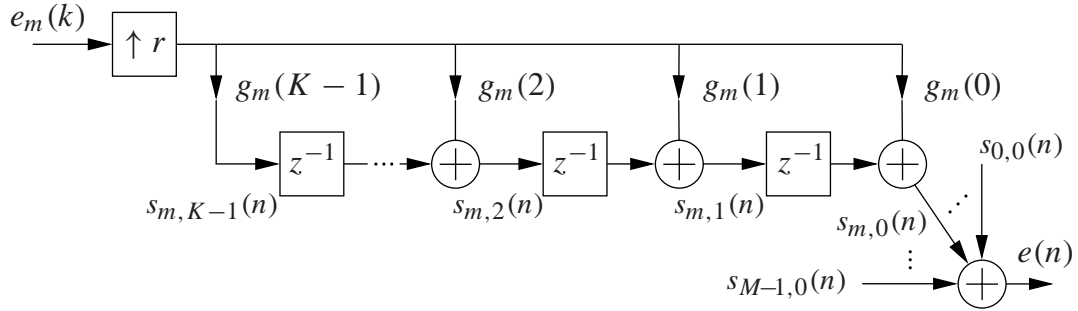 e_m(k)
↑ r
g_m(K − 1)
g_m(2)
g_m(1)
g_m(0)
z^{−1}
...
+
z^{−1}
+
z^{−1}
+
s_{0,0}(n)
s_{m,K−1}(n)
s_{m,2}(n)
s_{m,1}(n)
s_{m,0}(n)
...
...
e(n)
s_{M−1,0}(n)
+